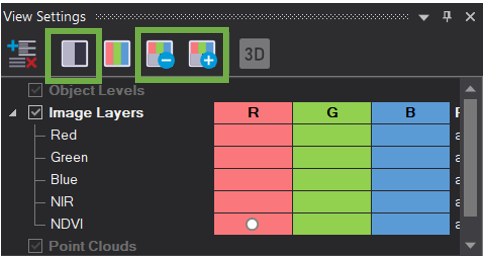 View Settings
3D
Object Levels
Image Layers R G B
Red
Green
Blue
NIR
NDVI
Point Clouds